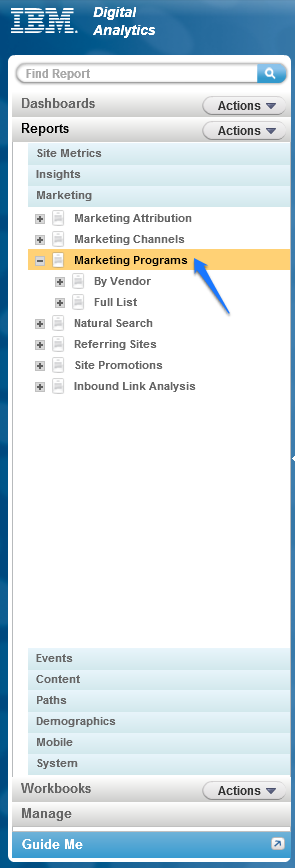 IBM. Digital
Analytics
Find Report
Dashboards Actions
Reports Actions
Site Metrics
Insights
Marketing
Marketing Attribution
Marketing Channels
Marketing Programs
By Vendor
Full List
Natural Search
Referring Sites
Site Promotions
Inbound Link Analysis
Events
Content
Paths
Demographics
Mobile
System
Workbooks Actions
Manage
Guide Me